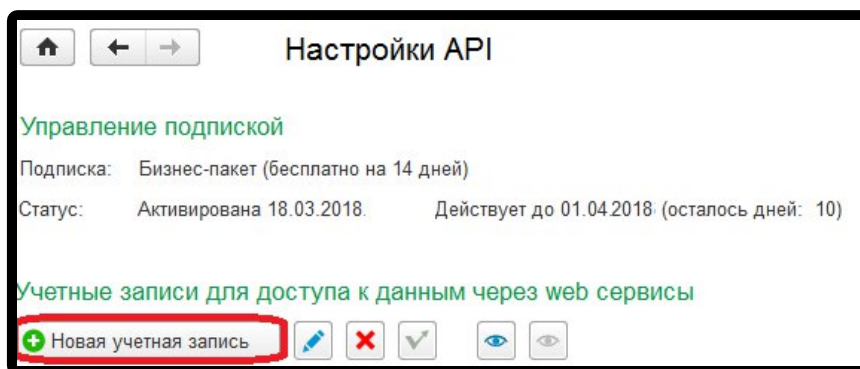 Настройки API
Управление подпиской
Подписка: Бизнес-пакет (бесплатно на 14 дней)
Статус: Активирована 18.03.2018. Действует до 01.04.2018 (осталось дней: 10)
Учетные записи для доступа к данным через web сервисы
Новая учетная запись